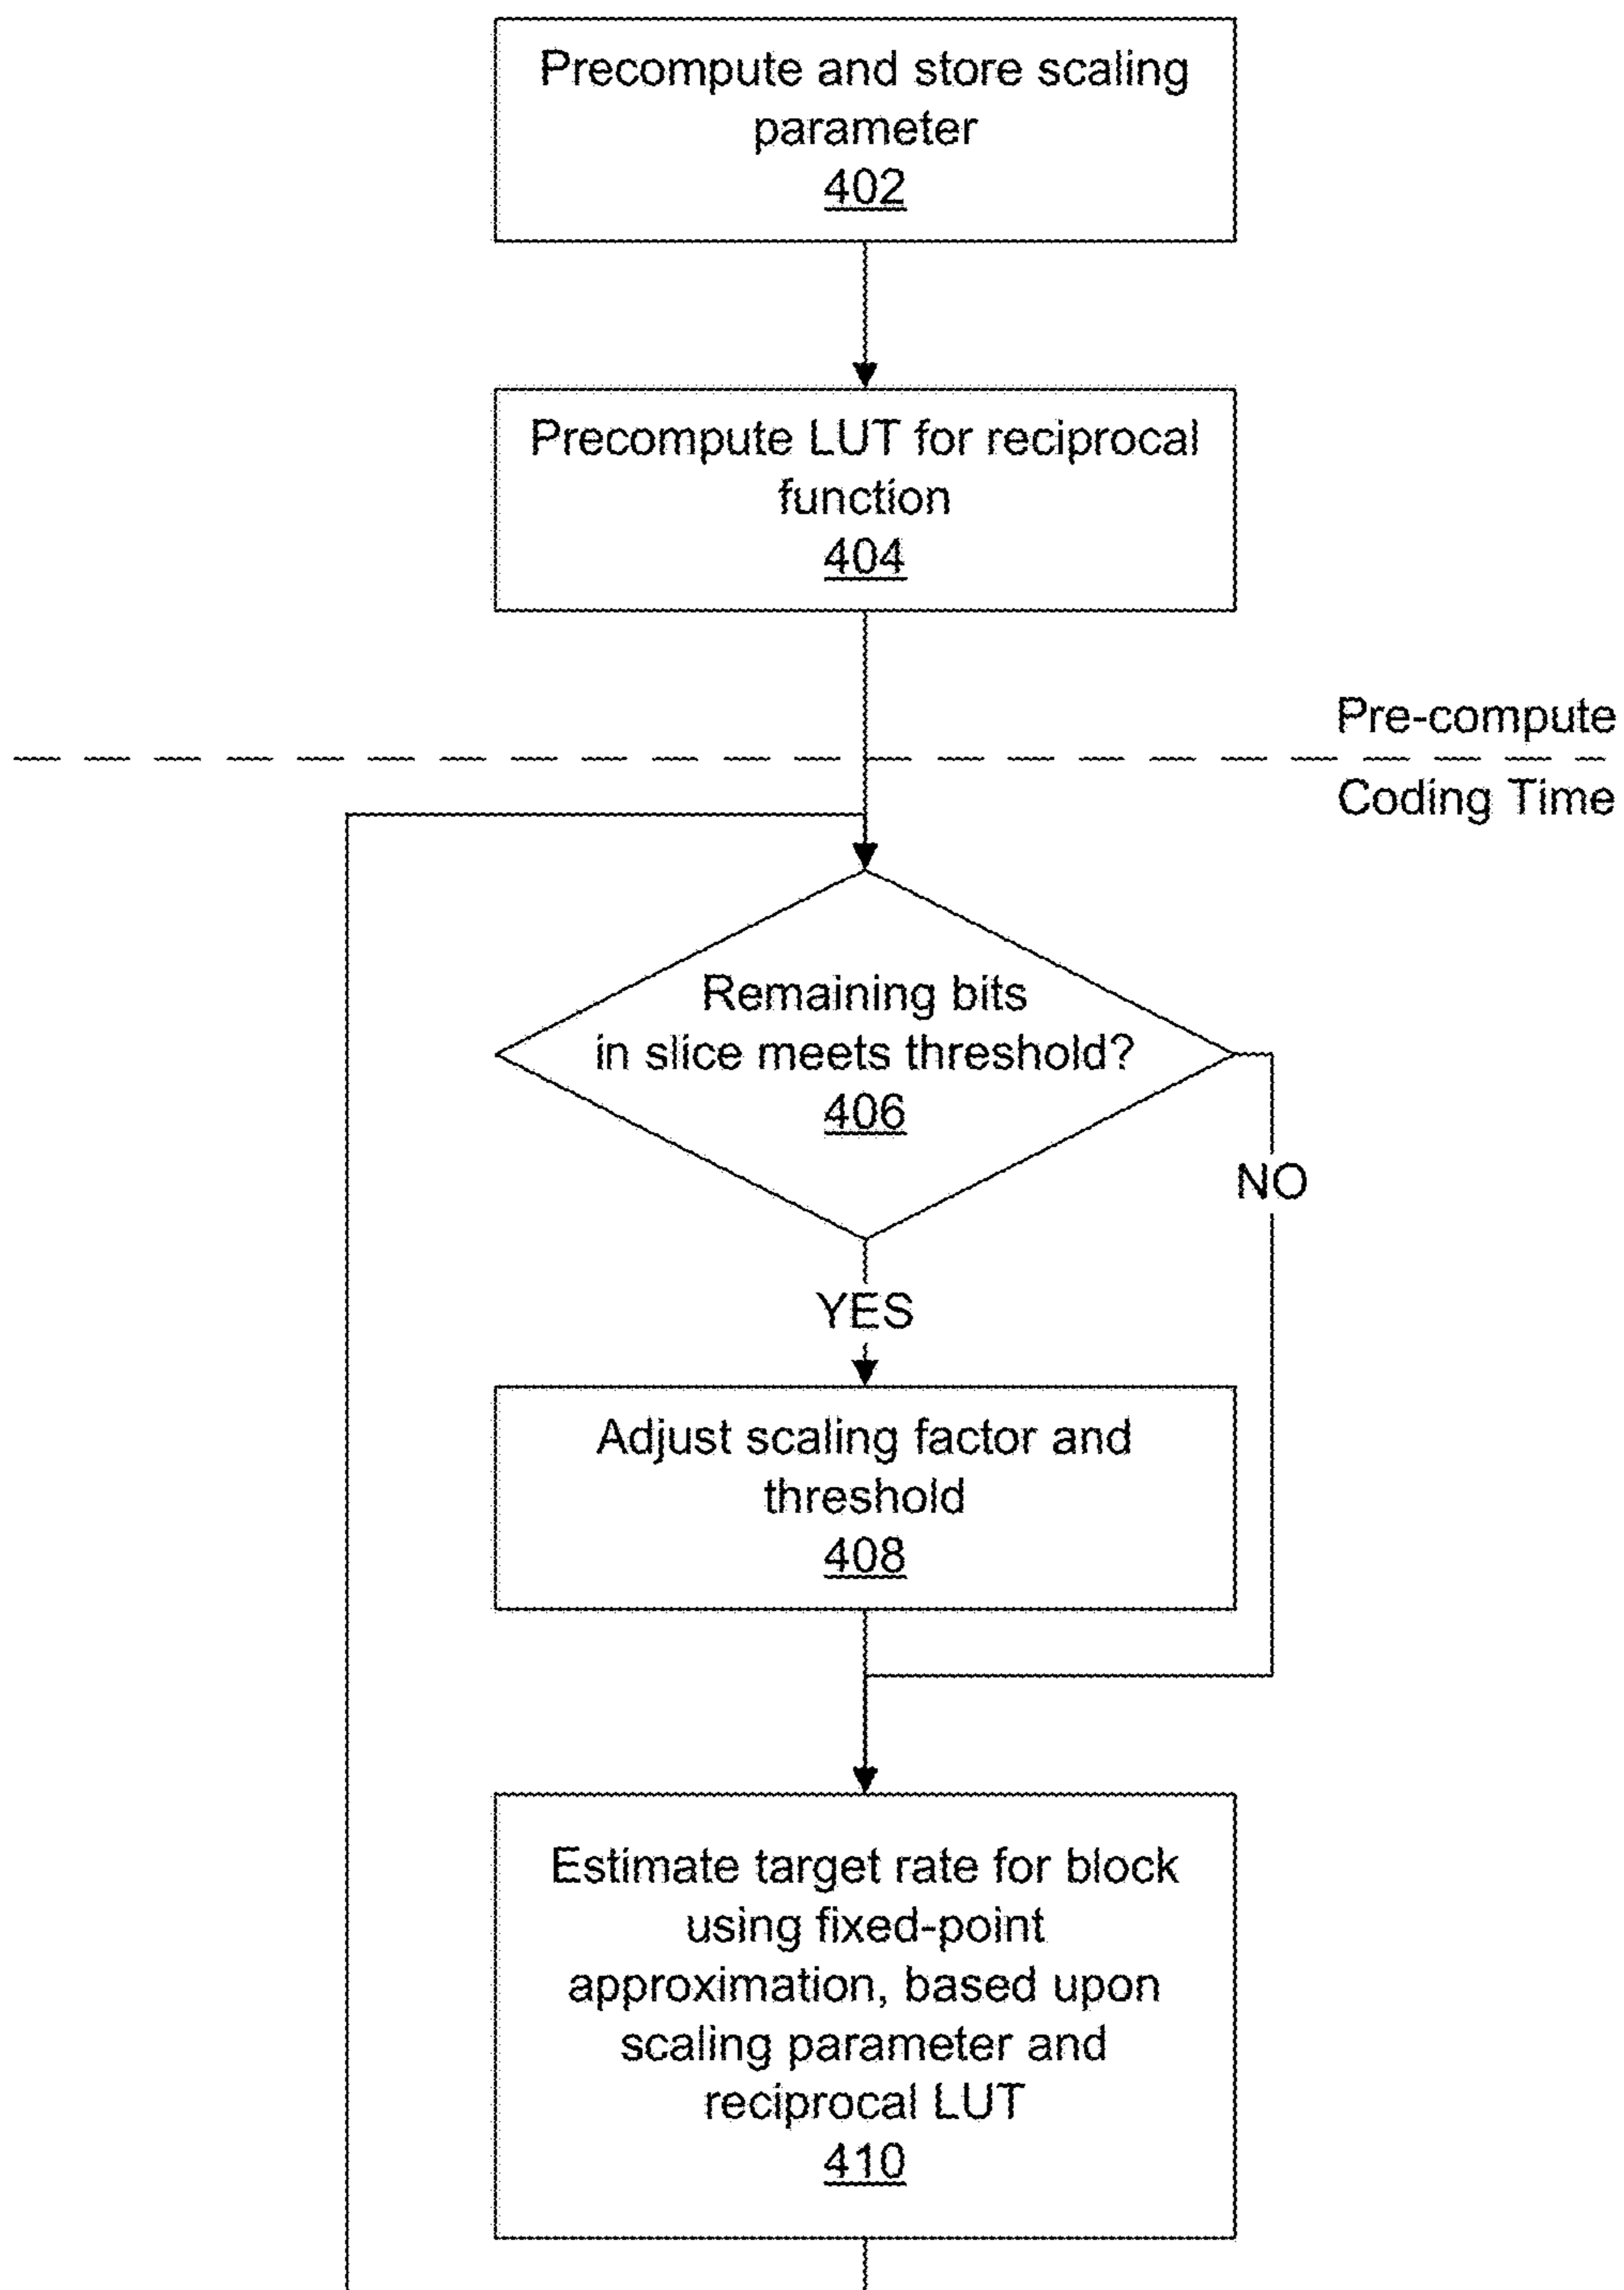 Precompute and store scaling
parameter
402
Precompute LUT for reciprocal
function
404
Pre-compute
Coding Time
Remaining bits
in slice meets threshold?
406
NO
YES
Adjust scaling factor and
threshold
408
Estimate target rate for block
using fixed-point
approximation, based upon
scaling parameter and
reciprocal LUT
410